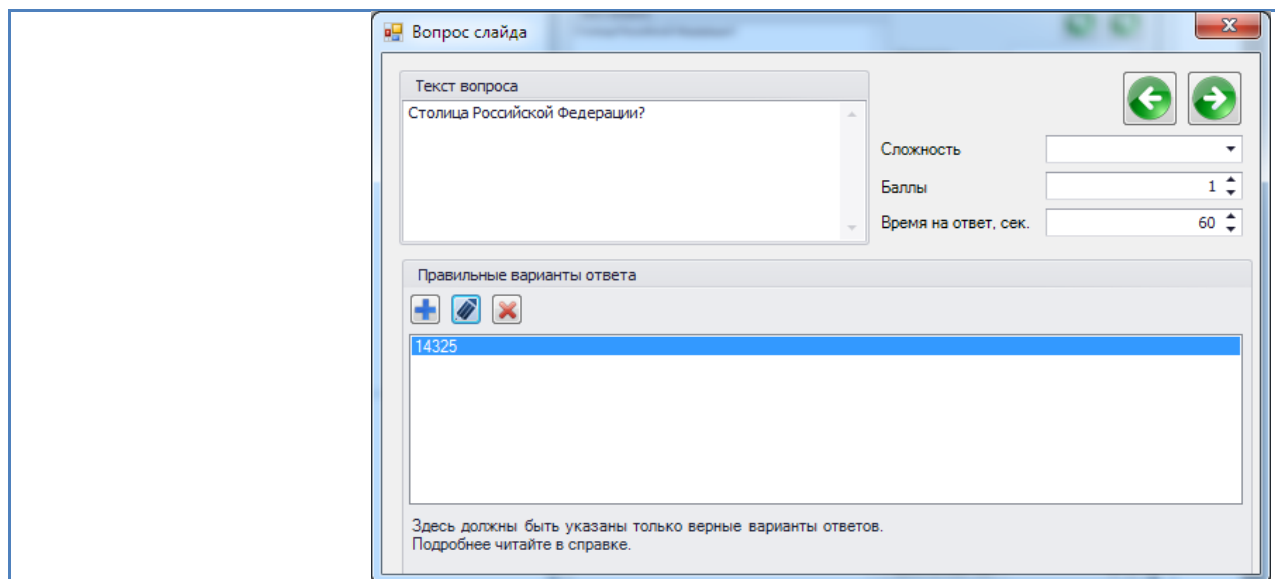 Вопрос слайда
Текст вопроса
Столица Российской Федерации?
Сложность
Баллы 1
Время на ответ, сек. 60
Правильные варианты ответа
14325
Здесь должны быть указаны только верные варианты ответов.
Подробнее читайте в справке.